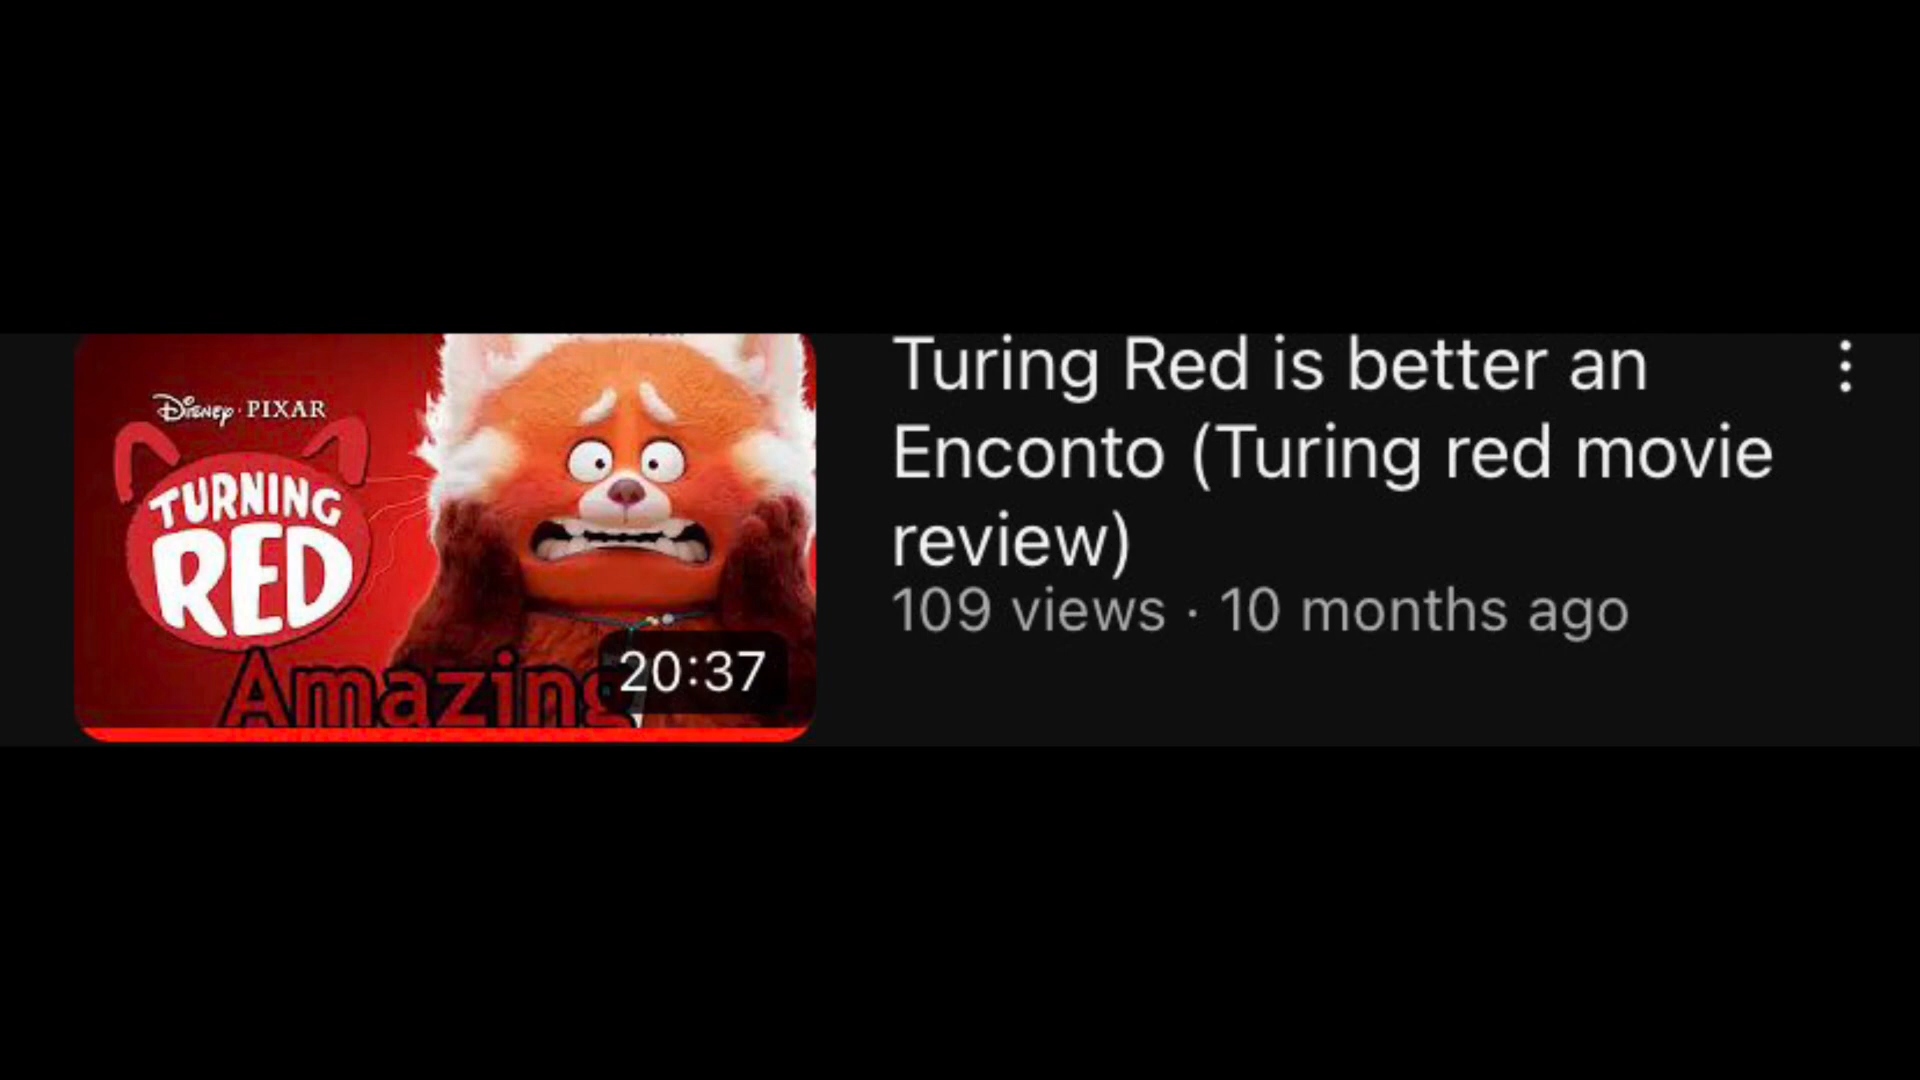 Disney · PIXAR
TURNING
RED
Amazing
20:37
Turing Red is better an
Enconto (Turing red movie
review)
109 views · 10 months ago